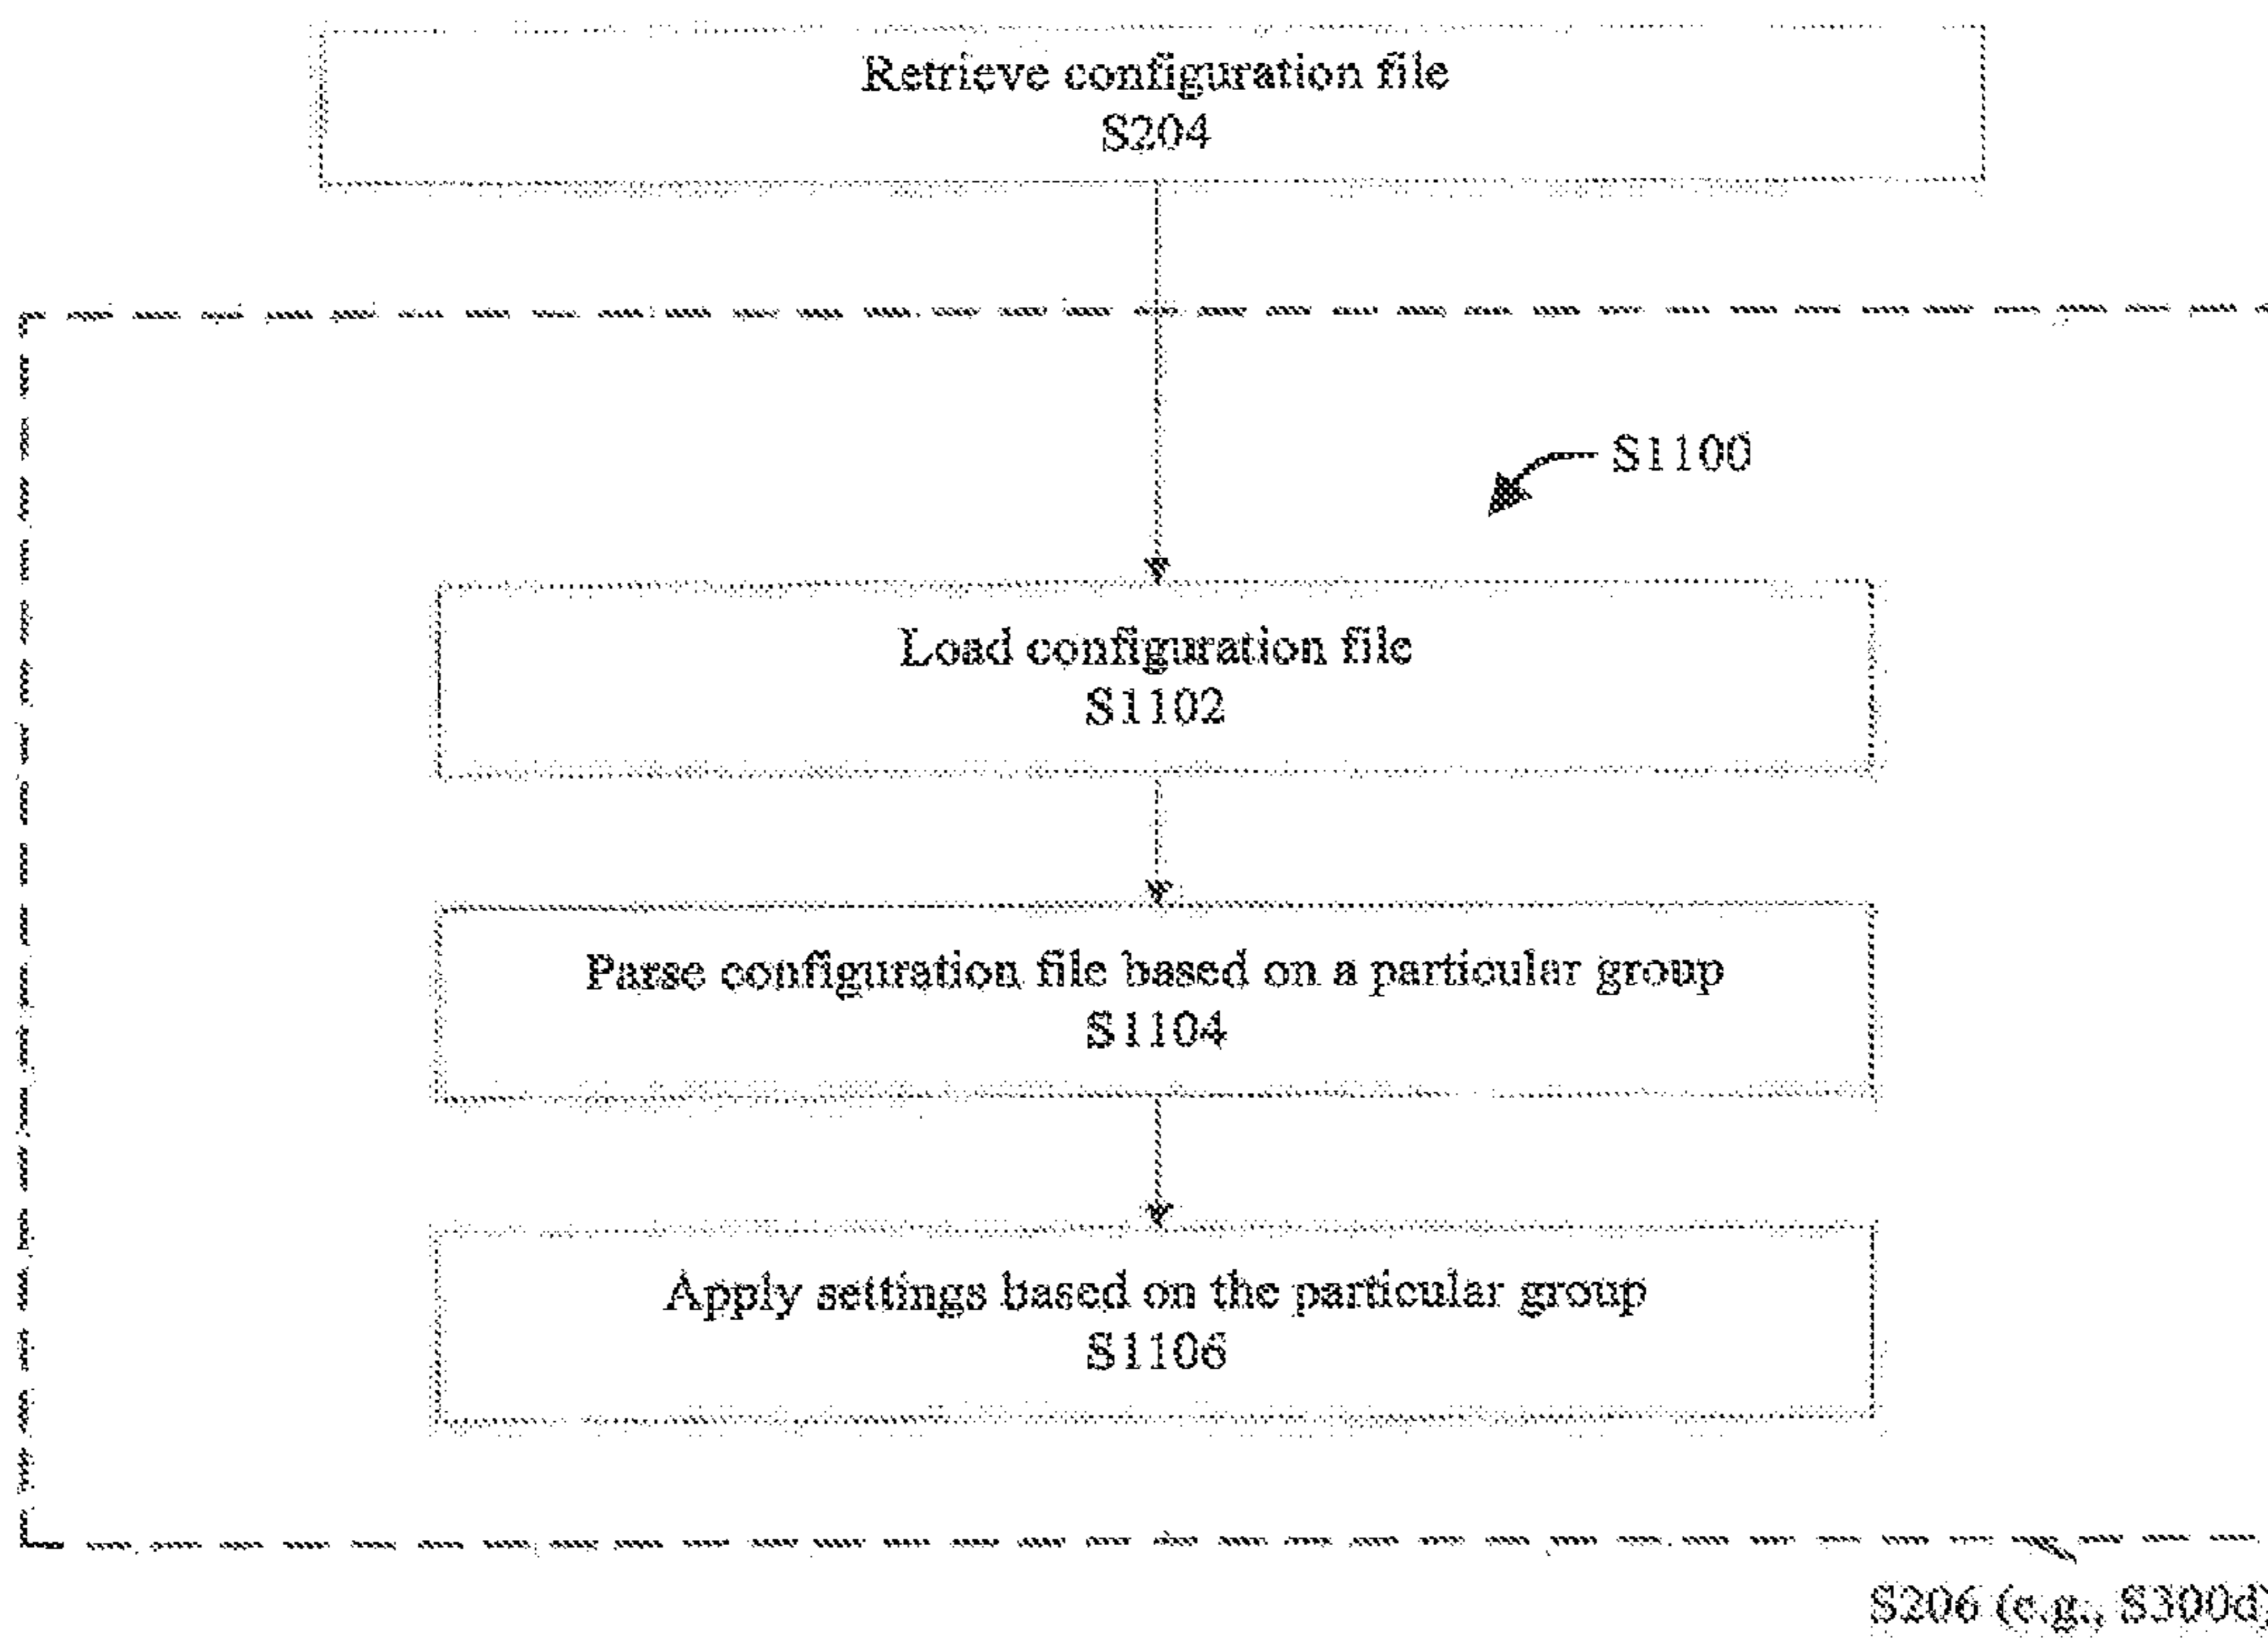 Retrieve configuration file
S204
S1100
Load configuration file
S1102
Parse configuration file based on a particular group
S1104
Apply settings based on the particular group
S1106
S206 (e.g., S300d)